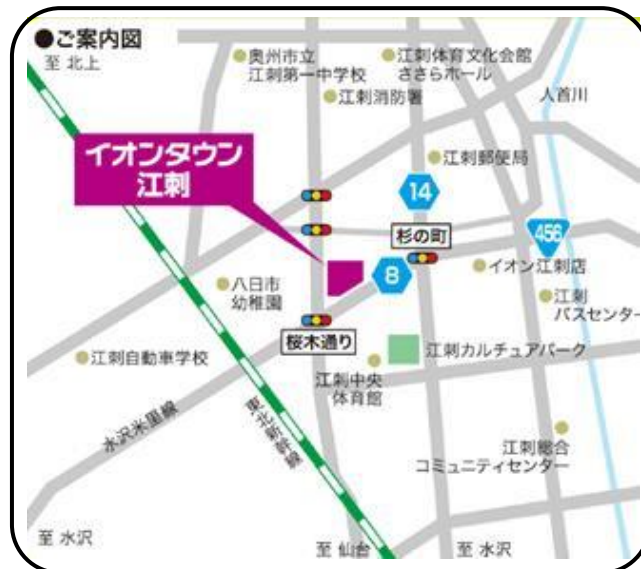 ●ご案内図
至 北上
奥州市立
江刺第一中学校
江刺体育文化会館
ささらホール
江刺消防署
人首川
イオンタウン
江刺
江刺郵便局
14
杉の町
456
8
イオン江刺店
八日市
幼稚園
江刺
バスセンター
桜木通り
江刺カルチュアパーク
江刺自動車学校
江刺中央
体育館
水沢米里線
東北新幹線
江刺総合
コミュニティセンター
至 水沢
至 仙台
至 水沢